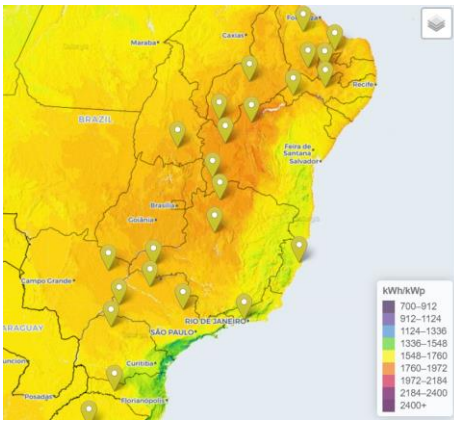 Fortaleza
Maraba•
Caxias•
Recife•
BRAZIL
Feira de
Santana
Salvador•
Brasília•
Goiânia•
Campo Grande•
RIO DE JANEIRO•
SÃO PAULO•
Curitiba•
Florianópolis
Posadas•
kWh/kWp
700–912
912–1124
1124–1336
1336–1548
1548–1760
1760–1972
1972–2184
2184–2400
2400+